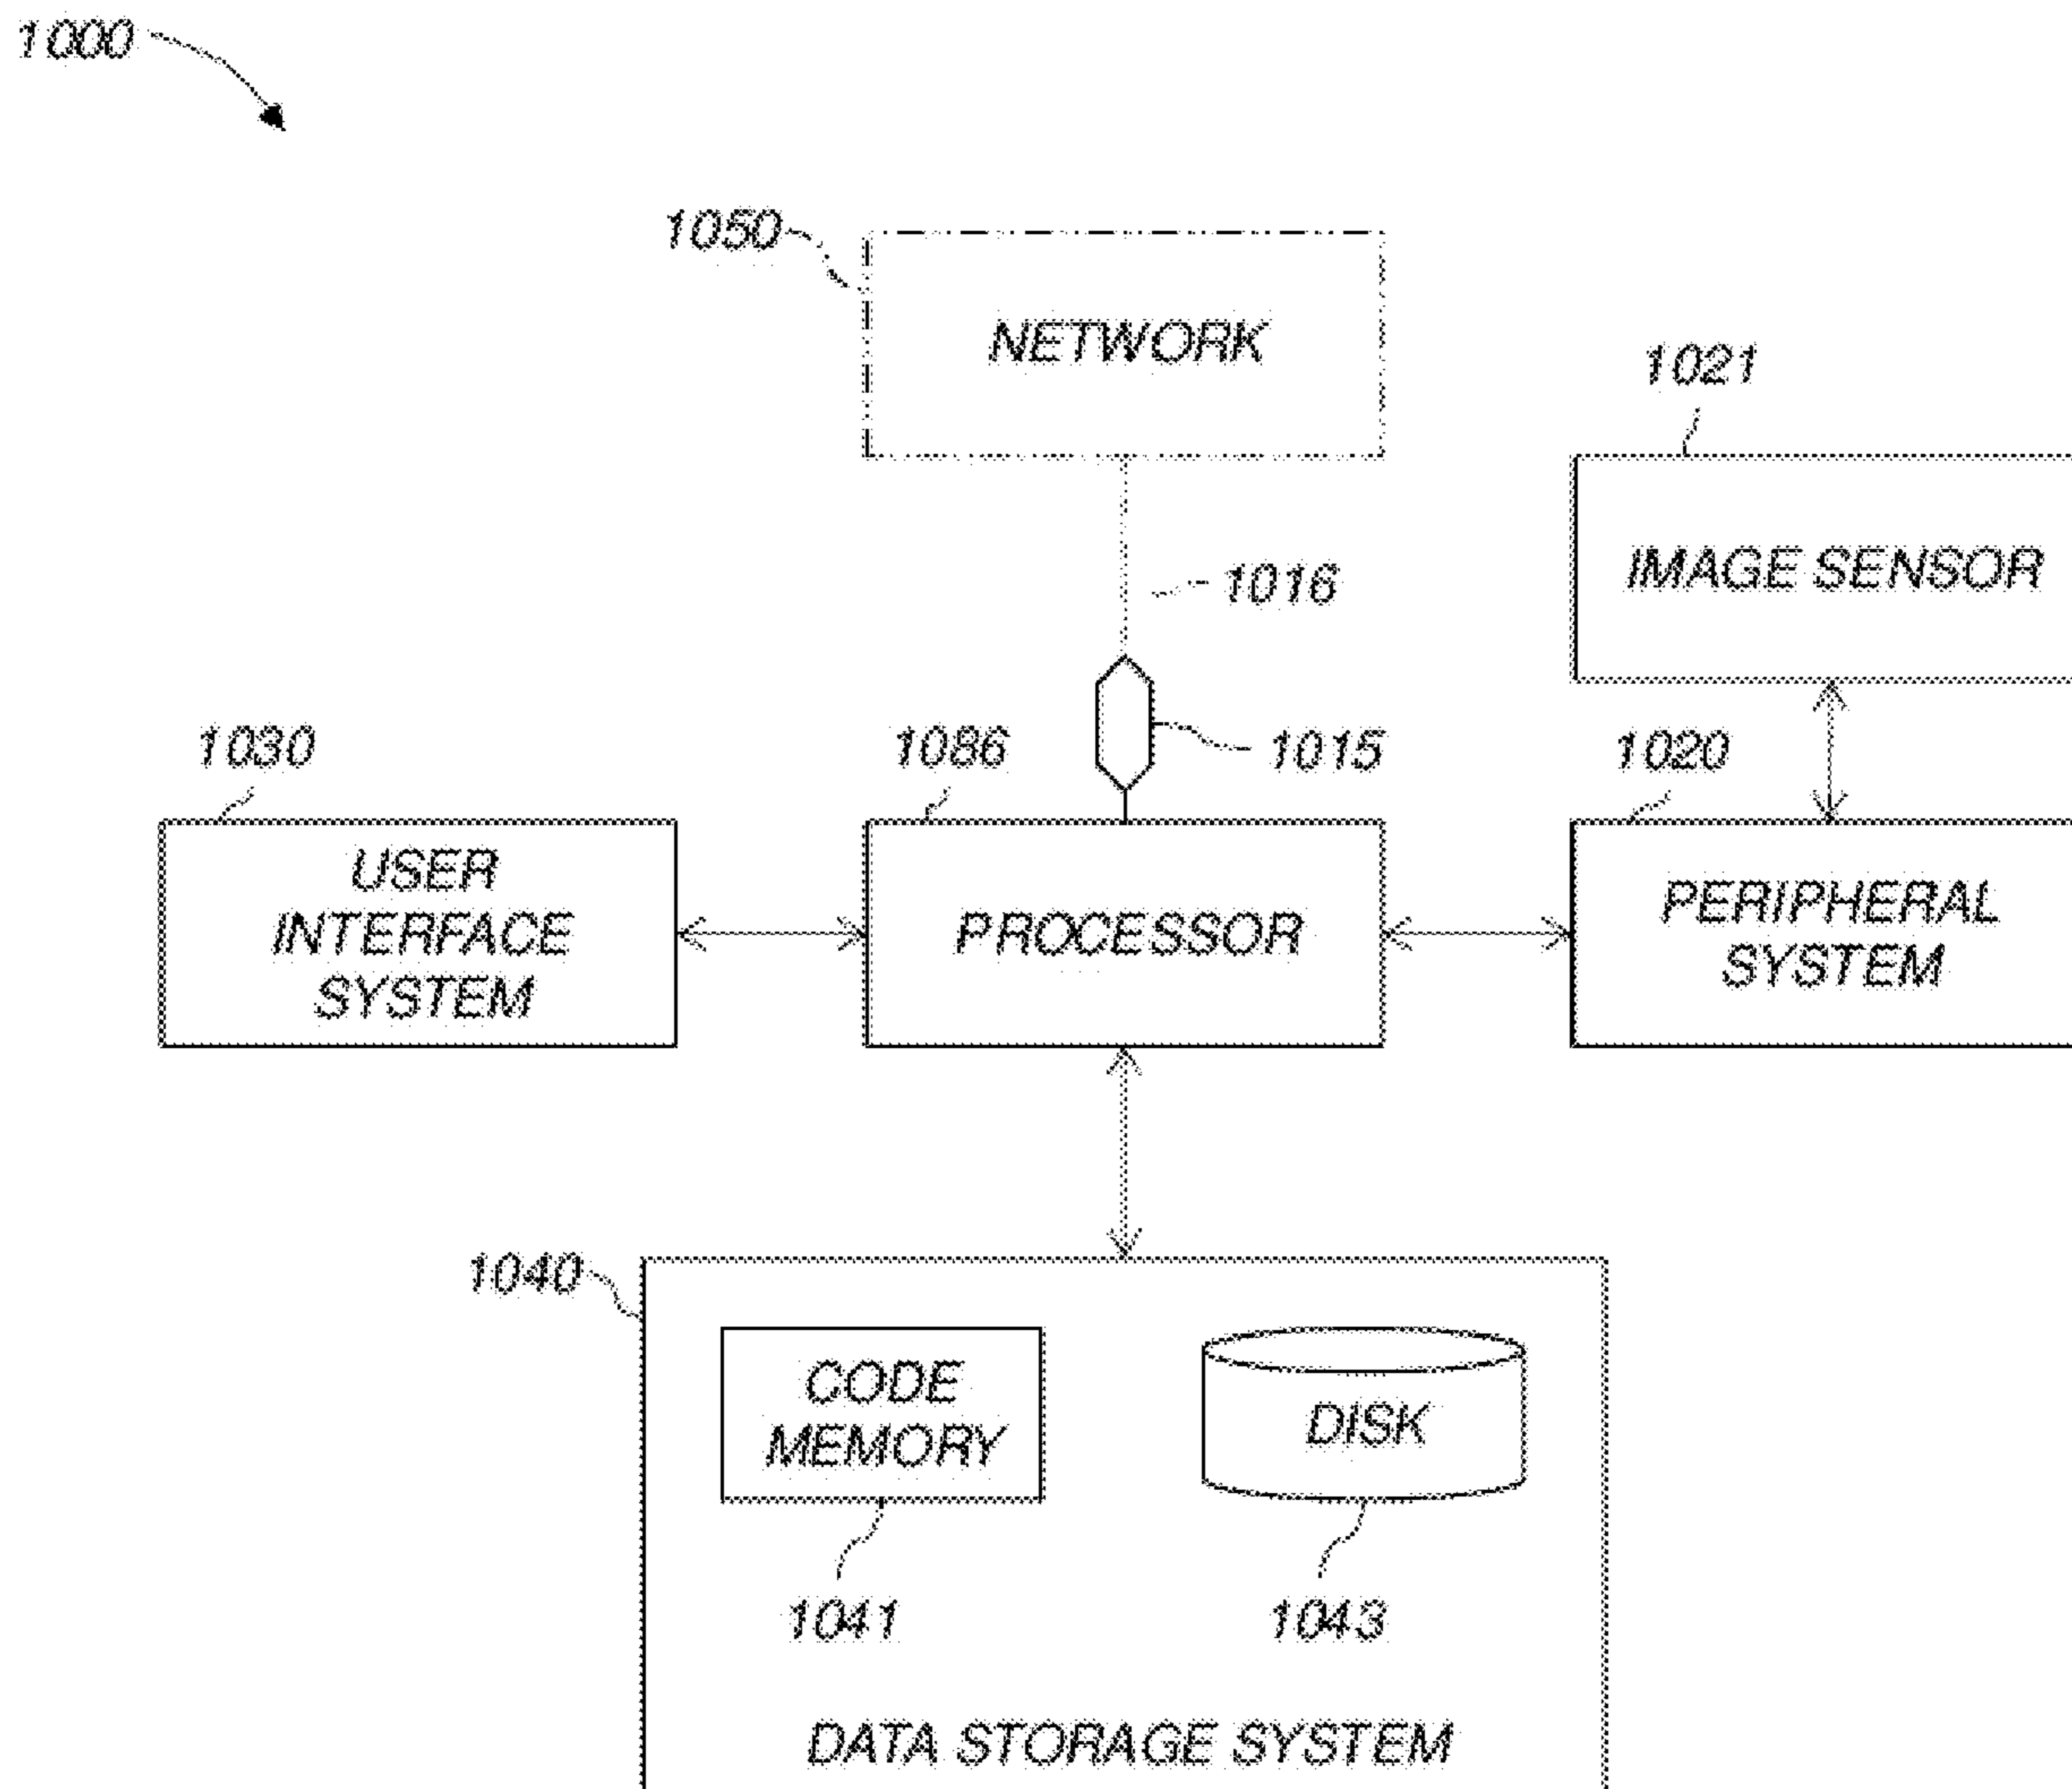 1000
1050
NETWORK
1021
IMAGE SENSOR
1016
1015
1030
1086
1020
USER
INTERFACE
SYSTEM
PROCESSOR
PERIPHERAL
SYSTEM
1040
CODE
MEMORY
DISK
1041
1043
DATA STORAGE SYSTEM